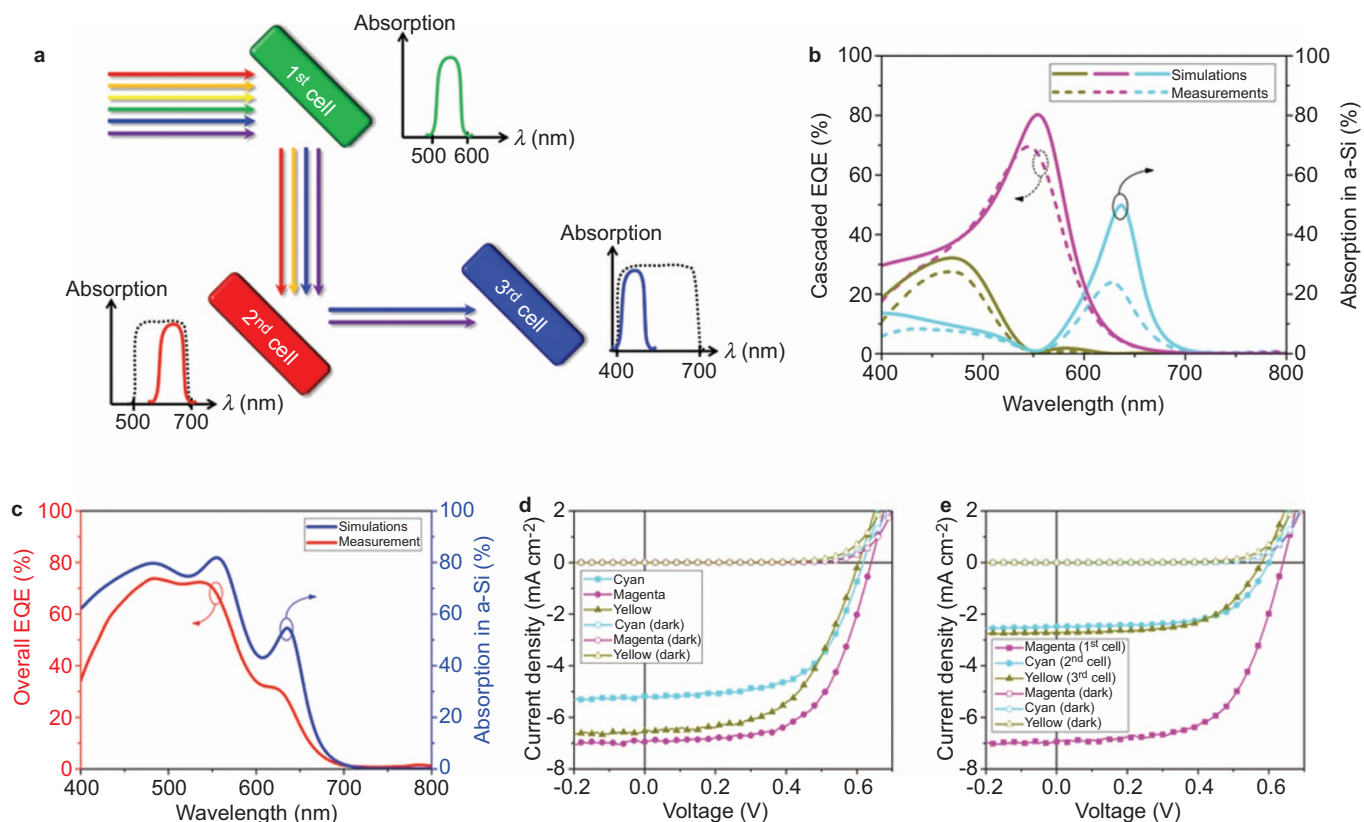 a
Absorption
1st cell
λ (nm)
500 600
Absorption
2nd cell
λ (nm)
500 700
Absorption
3rd cell
λ (nm)
400 700
b
100
80
60
40
20
0
Cascaded EQE (%)
Simulations
Measurements
100
80
60
40
20
0
Absorption in a-Si (%)
400 500 600 700 800
Wavelength (nm)
c
100
80
60
40
20
0
Overall EQE (%)
Simulations
Measurement
100
80
60
40
20
0
Absorption in a-Si (%)
400 500 600 700 800
Wavelength (nm)
d
2
0
-2
-4
-6
-8
Current density (mA cm-2)
Cyan
Magenta
Yellow
Cyan (dark)
Magenta (dark)
Yellow (dark)
-0.2 0.0 0.2 0.4 0.6
Voltage (V)
e
2
0
-2
-4
-6
-8
Current density (mA cm-2)
Magenta (1st cell)
Cyan (2nd cell)
Yellow (3rd cell)
Magenta (dark)
Cyan (dark)
Yellow (dark)
-0.2 0.0 0.2 0.4 0.6
Voltage (V)